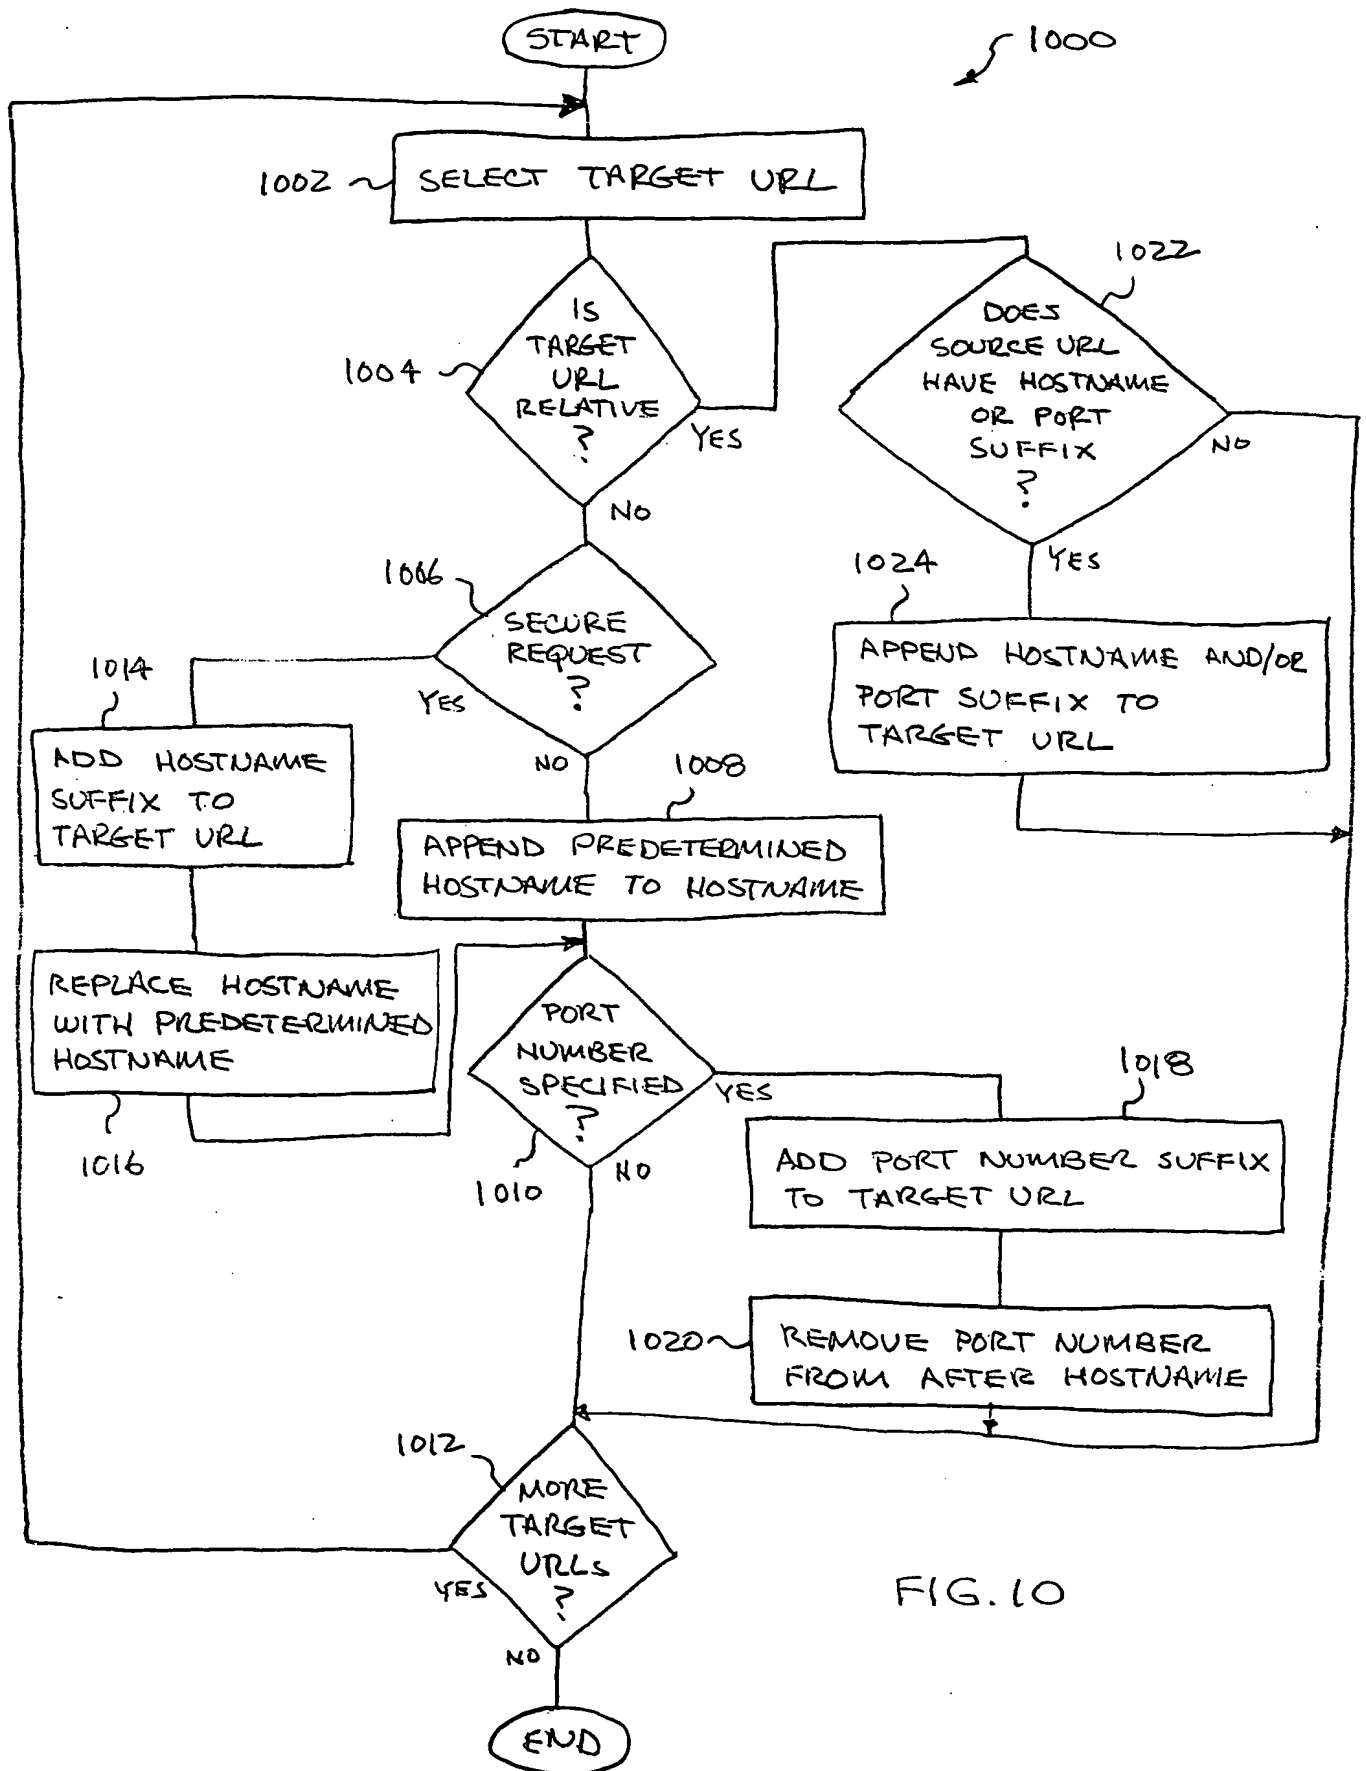 START
1000
1002
SELECT TARGET URL
1022
IS
TARGET
URL
RELATIVE
?
1004
YES
NO
DOES
SOURCE URL
HAVE HOSTNAME
OR PORT
SUFFIX
?
NO
YES
1006
SECURE
REQUEST
?
YES
NO
1024
APPEND HOSTNAME AND/OR
PORT SUFFIX TO
TARGET URL
1014
ADD HOSTNAME
SUFFIX TO
TARGET URL
1008
APPEND PREDETERMINED
HOSTNAME TO HOSTNAME
REPLACE HOSTNAME
WITH PREDETERMINED
HOSTNAME
1016
PORT
NUMBER
SPECIFIED
?
YES
NO
1010
1018
ADD PORT NUMBER SUFFIX
TO TARGET URL
1020
REMOVE PORT NUMBER
FROM AFTER HOSTNAME
1012
MORE
TARGET
URLS
?
YES
NO
FIG. 10
END